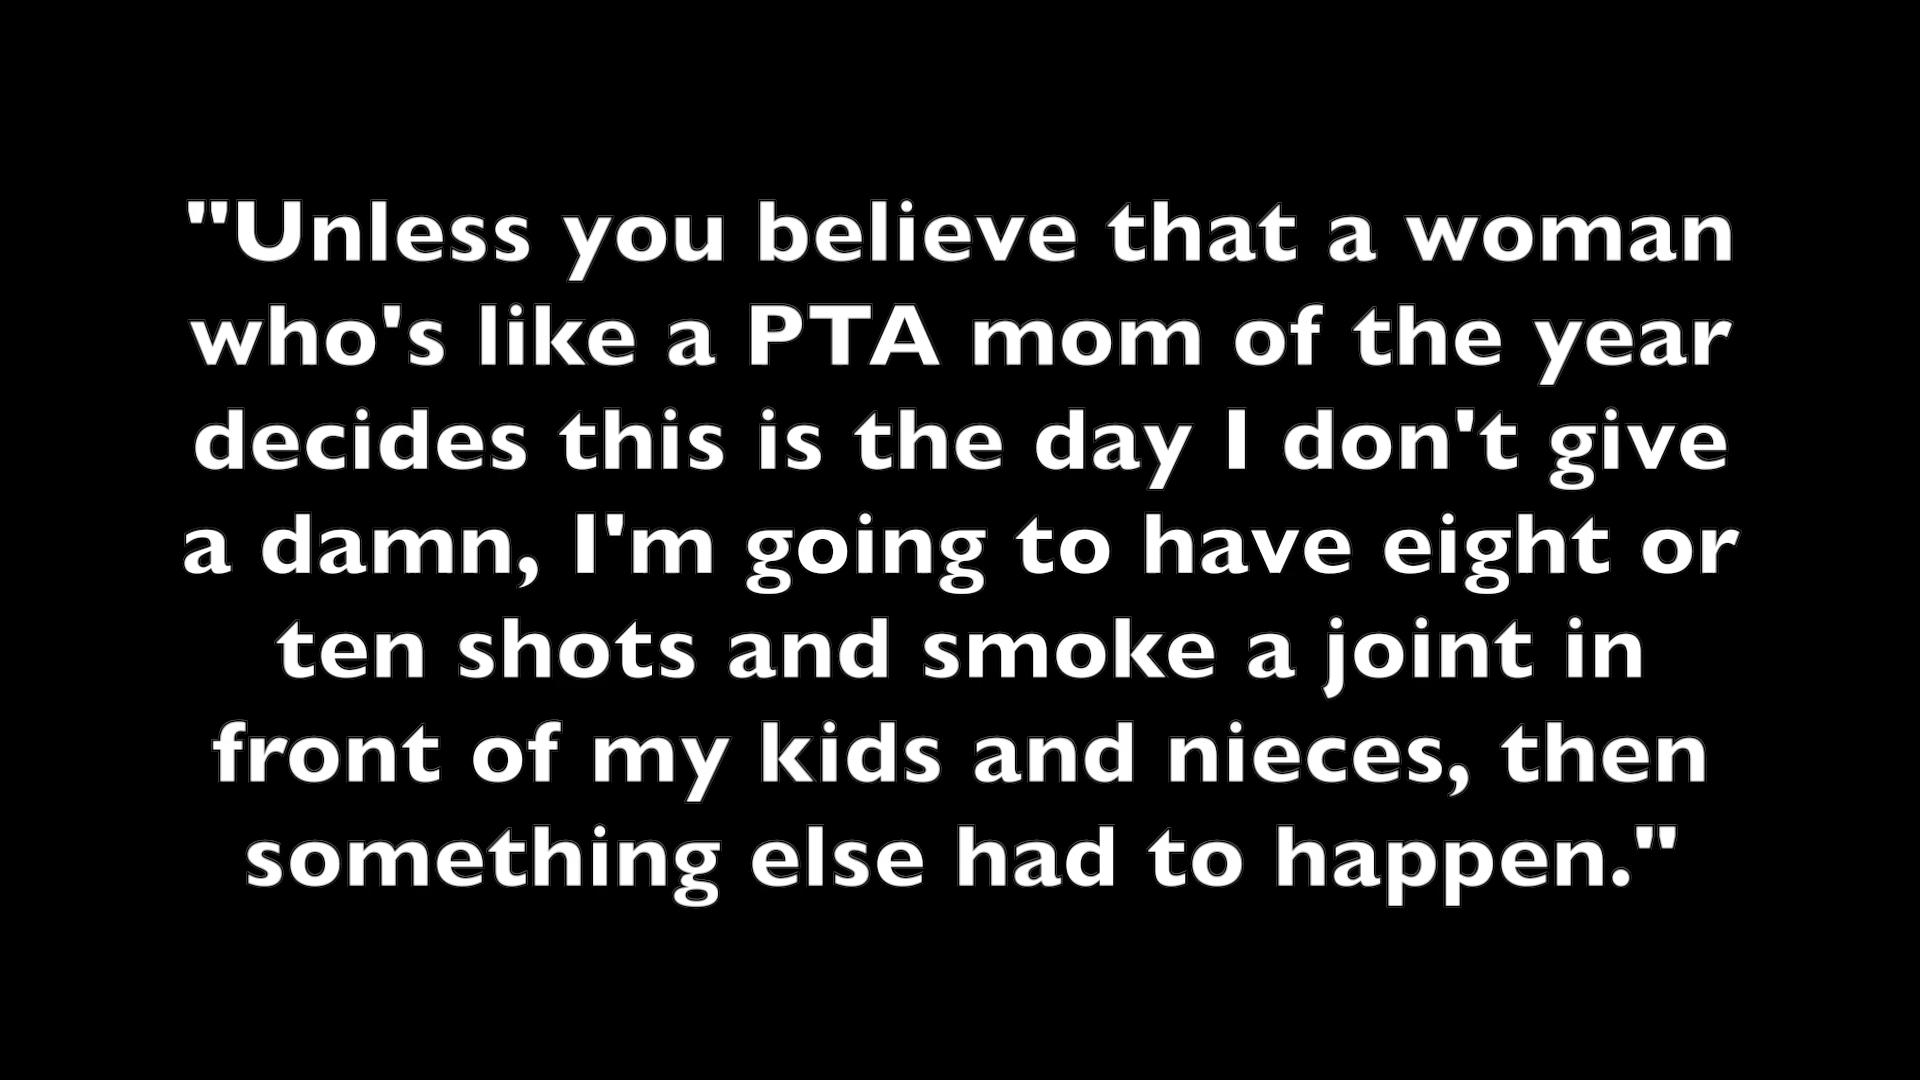 "Unless you believe that a woman
who's like a PTA mom of the year
decides this is the day I don't give
a damn, I'm going to have eight or
ten shots and smoke a joint in
front of my kids and nieces, then
something else had to happen."